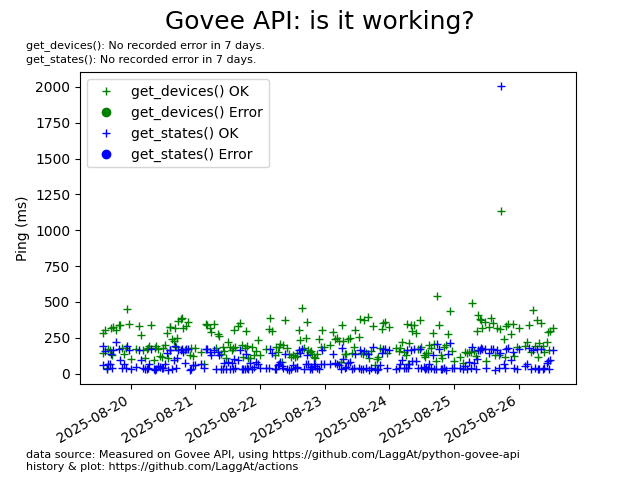 Govee API: is it working?
get_devices(): No recorded error in 7 days.
get_states(): No recorded error in 7 days.
get_devices() OK
get_devices() Error
get_states() OK
get_states() Error
Ping (ms)
2000
1750
1500
1250
1000
750
500
250
0
2025-08-20
2025-08-21
2025-08-22
2025-08-23
2025-08-24
2025-08-25
2025-08-26
data source: Measured on Govee API, using https://github.com/LaggAt/python-govee-api
history & plot: https://github.com/LaggAt/actions